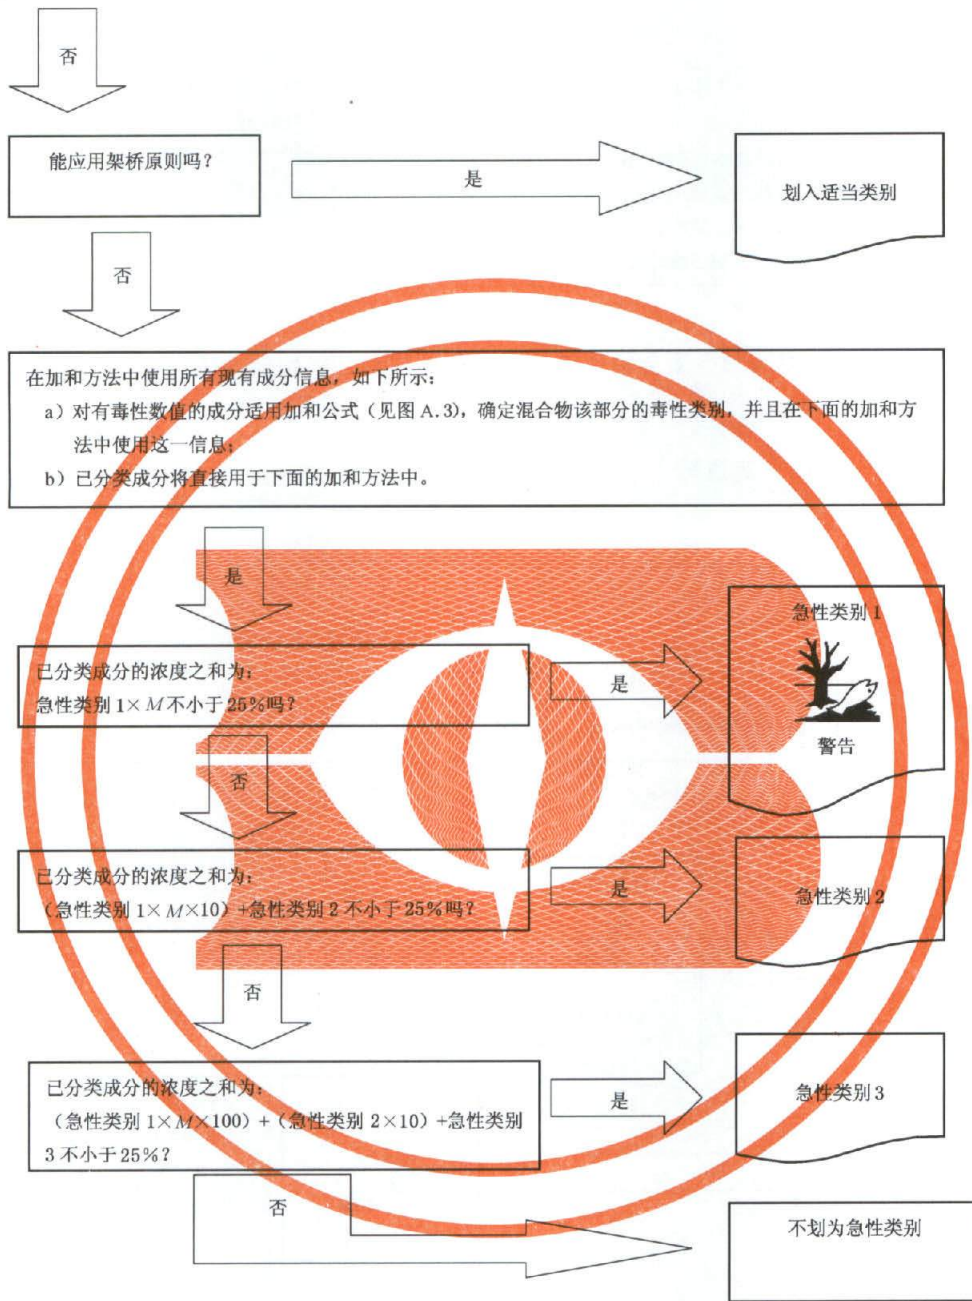 否
能应用架桥原则吗?
是
划入适当类别
否
在加和方法中使用所有现有成分信息，如下所示：
a）对有毒性数值的成分适用加和公式（见图 A.3），确定混合物该部分的毒性类别，并且在下面的加和方
法中使用这一信息；
b）已分类成分将直接用于下面的加和方法中。
是
已分类成分的浓度之和为：
急性类别 1×M 不小于 25%吗?
是
急性类别 1
警告
否
已分类成分的浓度之和为：
（急性类别 1×M×10）+急性类别 2 不小于 25%吗?
是
急性类别 2
否
已分类成分的浓度之和为：
（急性类别 1×M×100）+（急性类别 2×10）+急性类别
3 不小于 25%?
是
急性类别 3
否
不划为急性类别